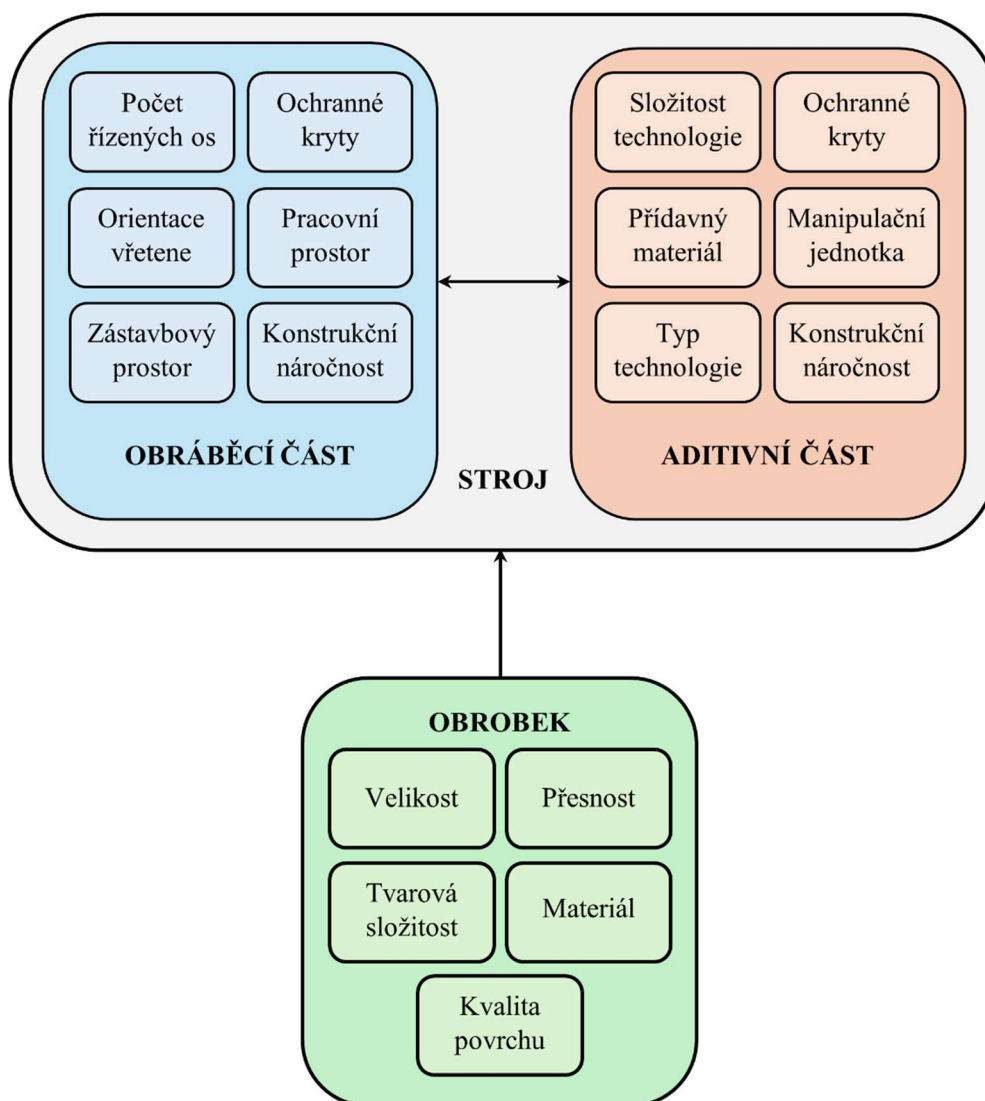 Počet
řízených os
Ochranné
kryty
Orientace
vřetene
Pracovní
prostor
Zástavbový
prostor
Konstrukční
náročnost
OBRÁBĚCÍ ČÁST
Složitost
technologie
Ochranné
kryty
Přídavný
materiál
Manipulační
jednotka
Typ
technologie
Konstrukční
náročnost
ADITIVNÍ ČÁST
STROJ
OBROBEK
Velikost
Přesnost
Tvarová
složitost
Materiál
Kvalita
povrchu